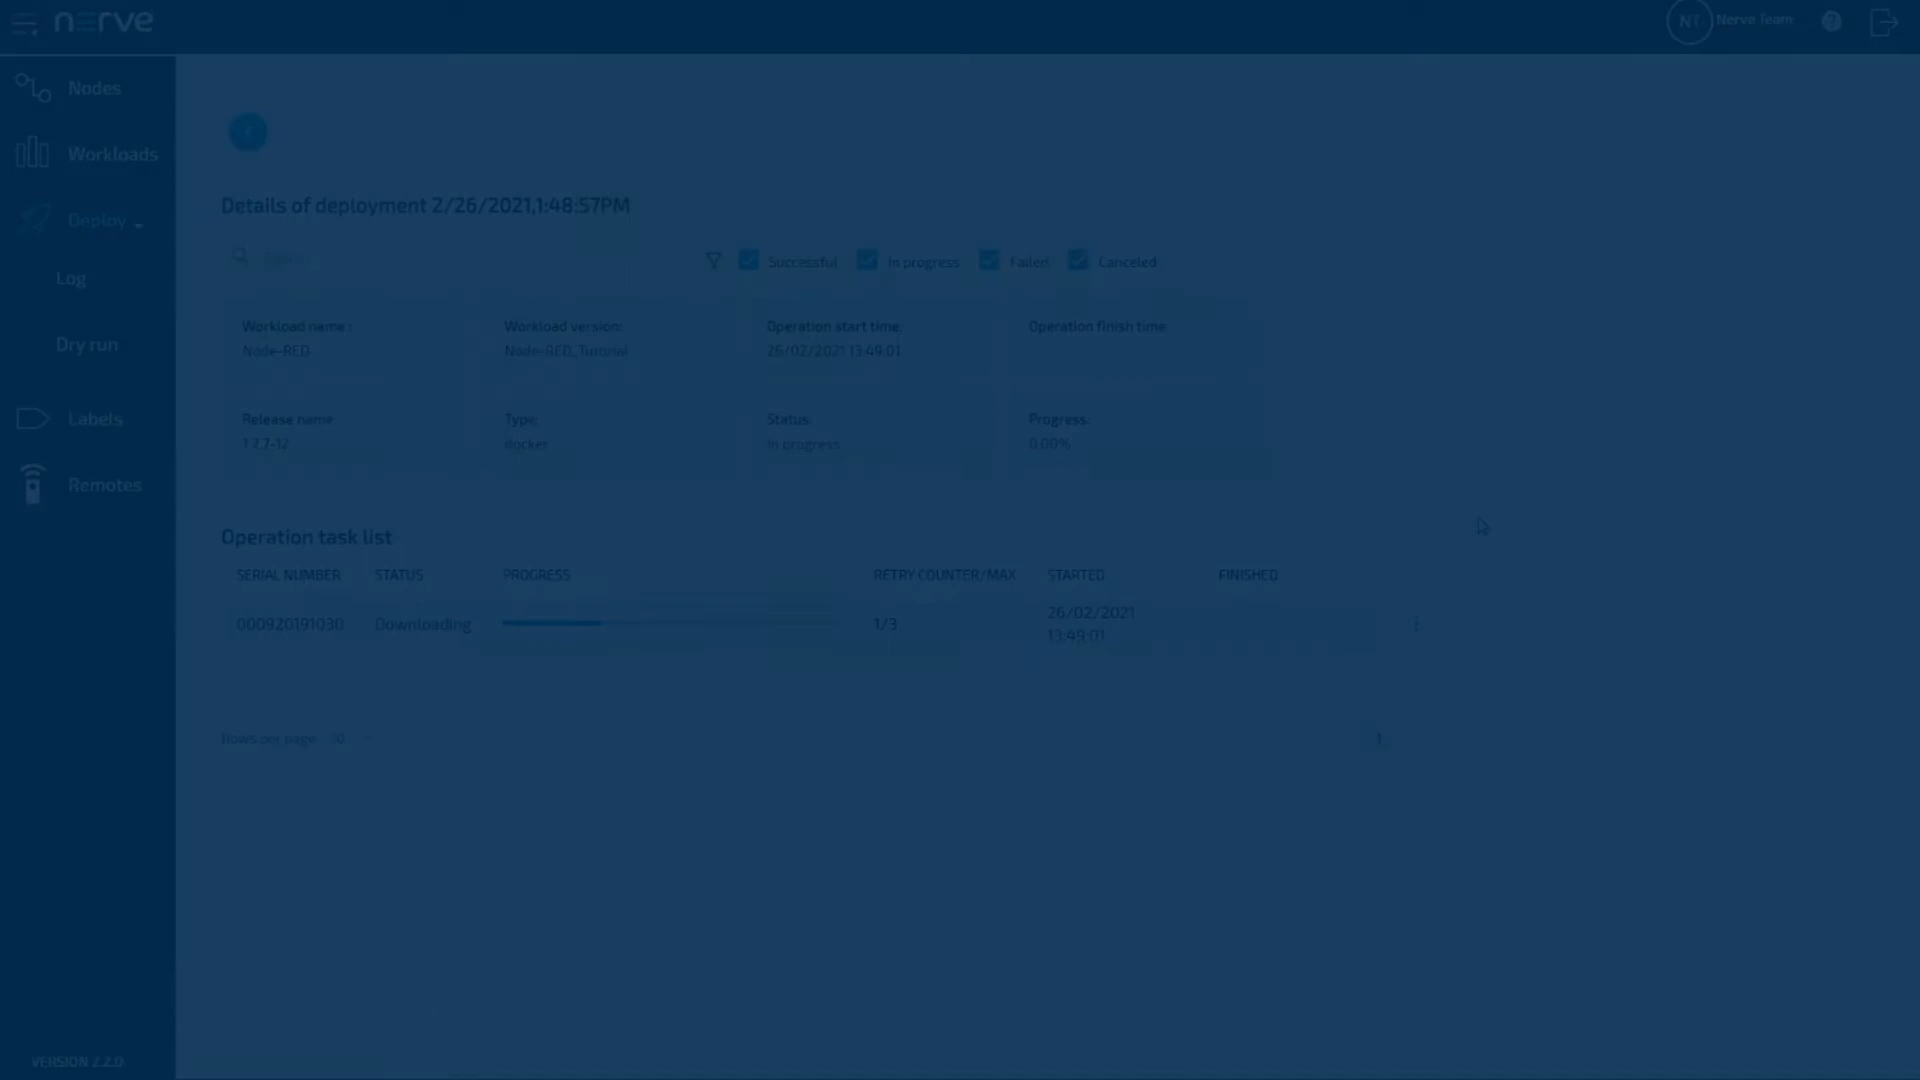 nerve
NT Nerve Team
Nodes
Workloads
Deploy
Log
Dry run
Labels
Remotes
VERSION 2.2.0
Details of deployment 2/26/2021,1:48:57PM
Successful In progress Failed Canceled
Workload name : Workload version: Operation start time: Operation finish time
Node-RED Node-RED_Tutorial 26/02/2021 13:49:01
Release name Type: Status: Progress:
1.2.7-12 docker In progress 0.00%
Operation task list
SERIAL NUMBER STATUS PROGRESS RETRY COUNTER/MAX STARTED FINISHED
000920191030 Downloading 1/3 26/02/2021
13:49:01
Rows per page 10 1